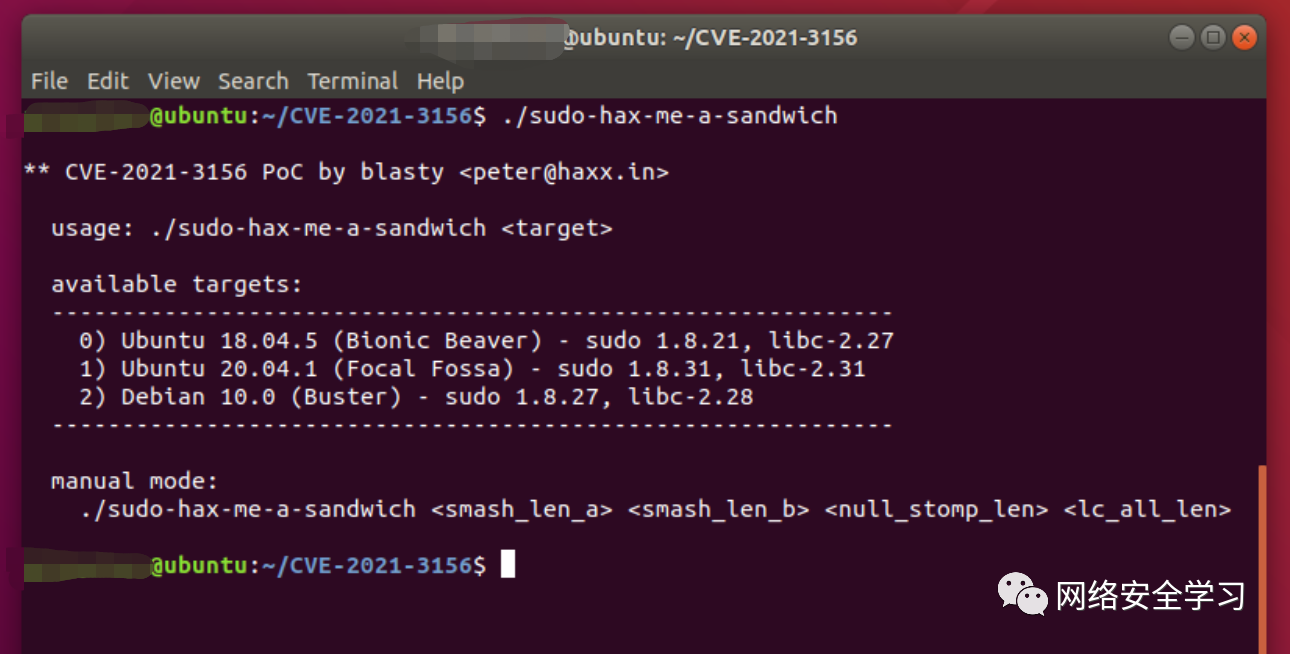 @ubuntu: ~/CVE-2021-3156
File Edit View Search Terminal Help
@ubuntu:~/CVE-2021-3156$ ./sudo-hax-me-a-sandwich
** CVE-2021-3156 PoC by blasty <peter@haxx.in>
usage: ./sudo-hax-me-a-sandwich <target>
available targets:
------------------------------------------------------------
0) Ubuntu 18.04.5 (Bionic Beaver) - sudo 1.8.21, libc-2.27
1) Ubuntu 20.04.1 (Focal Fossa) - sudo 1.8.31, libc-2.31
2) Debian 10.0 (Buster) - sudo 1.8.27, libc-2.28
------------------------------------------------------------
manual mode:
./sudo-hax-me-a-sandwich <smash_len_a> <smash_len_b> <null_stomp_len> <lc_all_len>
@ubuntu:~/CVE-2021-3156$
网络安全学习